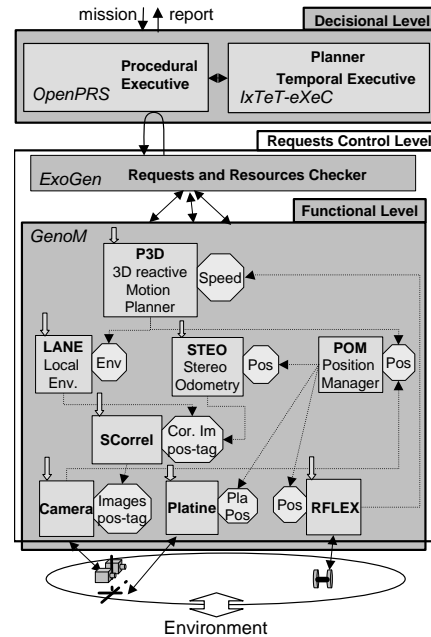 mission
report
Decisional Level
Procedural
Executive
OpenPRS
Planner
Temporal Executive
IxTeT-eXeC
Requests Control Level
ExoGen
Requests and Resources Checker
Functional Level
GenoM
P3D
3D reactive
Motion
Planner
Speed
LANE
Local
Env.
Env
STEO
Stereo
Odometry
Pos
POM
Position
Manager
Pos
SCorrel
Cor. Im
pos-tag
Camera
Images
pos-tag
Platine
Pla
Pos
Pos
RFLEX
Environment